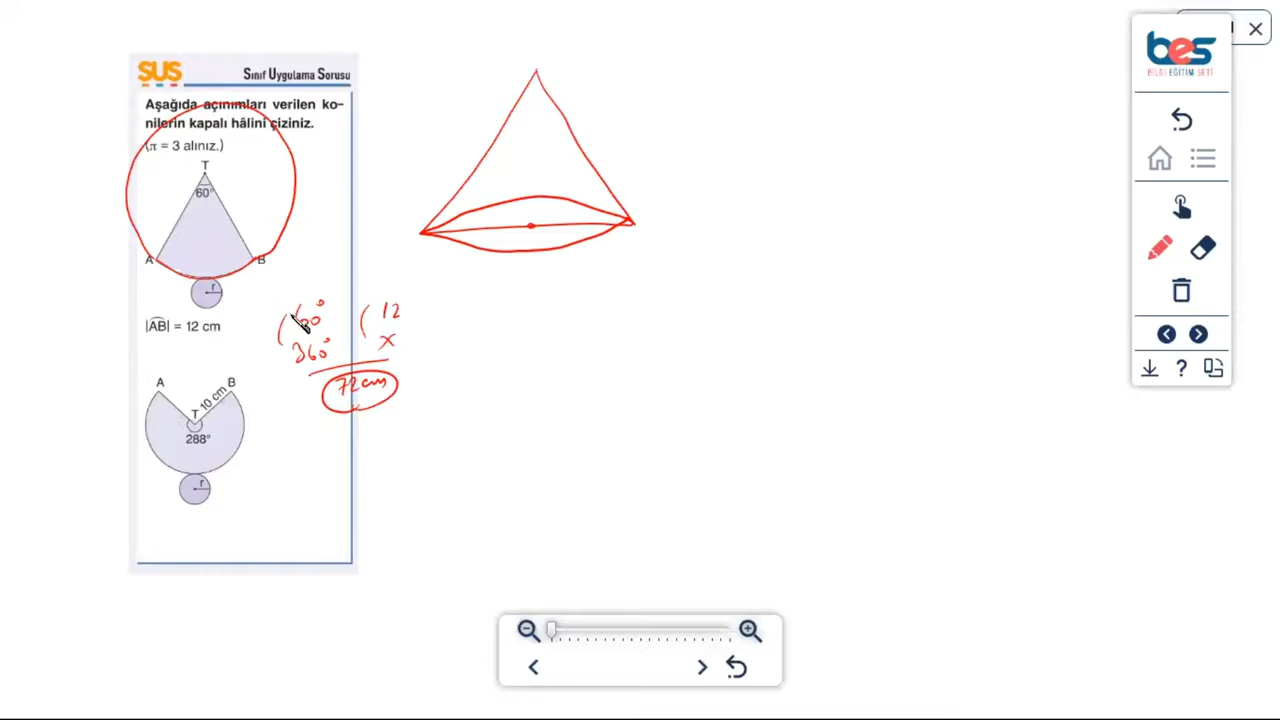 SUS
Sınıf Uygulama Sorusu
Aşağıda açınımları verilen ko-
nilerin kapalı hâlini çiziniz.
(π = 3 alınız.)
T
60°
A
B
r
|AB| = 12 cm
60° 12
360° x
72 cm
A
B
10 cm
T
288°
r
bes
BİLGİ EĞİTİM SETİ
?